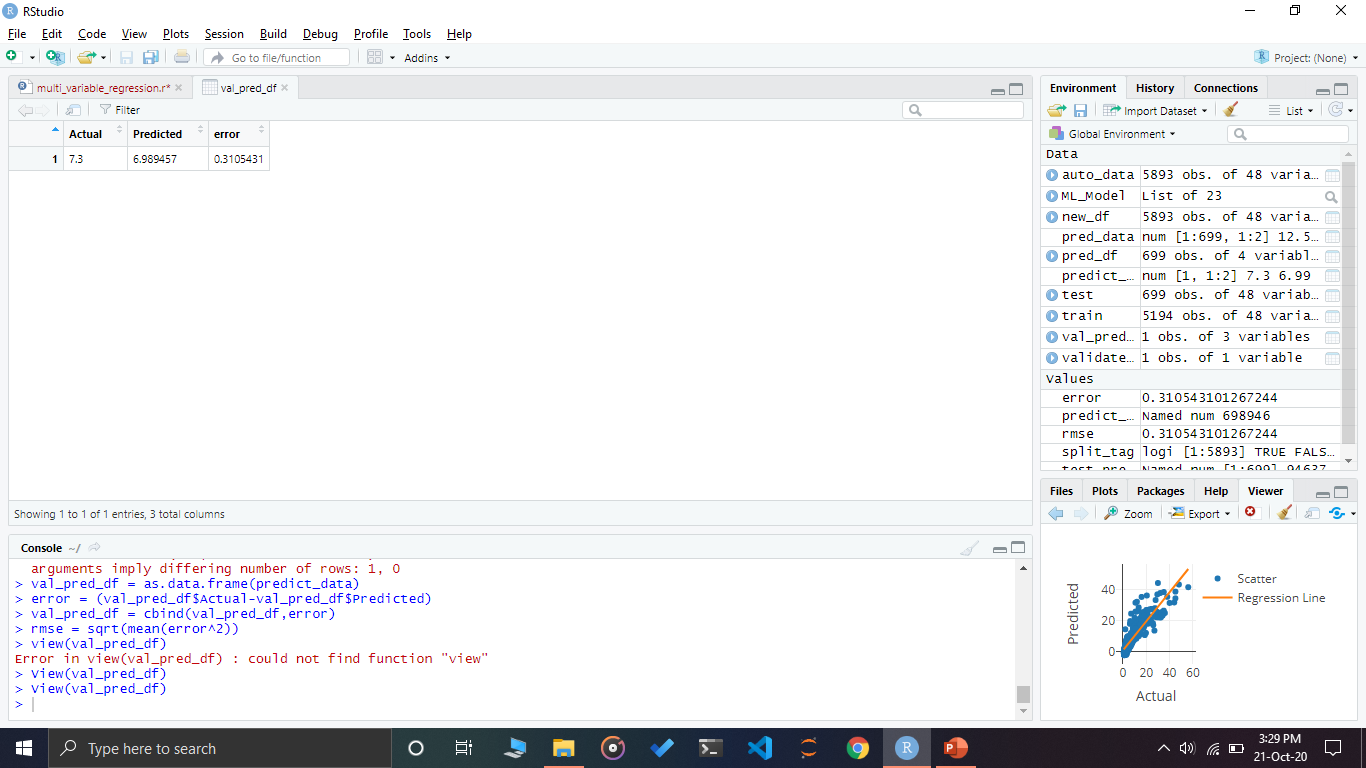 RStudio
File Edit Code View Plots Session Build Debug Profile Tools Help
Go to file/function Addins Project: (None)
multi_variable_regression.r* val_pred_df
Filter
Actual Predicted error
1 7.3 6.989457 0.3105431
Showing 1 to 1 of 1 entries, 3 total columns
Console ~/
arguments imply differing number of rows: 1, 0
> val_pred_df = as.data.frame(predict_data)
> error = (val_pred_df$Actual-val_pred_df$Predicted)
> val_pred_df = cbind(val_pred_df,error)
> rmse = sqrt(mean(error^2))
> view(val_pred_df)
Error in view(val_pred_df) : could not find function "view"
> View(val_pred_df)
> View(val_pred_df)
>
Environment History Connections
Import Dataset List
Global Environment
Data
auto_data 5893 obs. of 48 varia…
ML_Model List of 23
new_df 5893 obs. of 48 varia…
pred_data num [1:699, 1:2] 12.5…
pred_df 699 obs. of 4 variabl…
predict_… num [1, 1:2] 7.3 6.99
test 699 obs. of 48 variab…
train 5194 obs. of 48 varia…
val_pred… 1 obs. of 3 variables
validate… 1 obs. of 1 variable
Values
error 0.310543101267244
predict_… Named num 698946
rmse 0.310543101267244
split_tag logi [1:5893] TRUE FALS…
Files Plots Packages Help Viewer
Zoom Export
Predicted
40
20
0
0 20 40 60
Actual
Scatter
Regression Line
Type here to search
3:29 PM
21-Oct-20